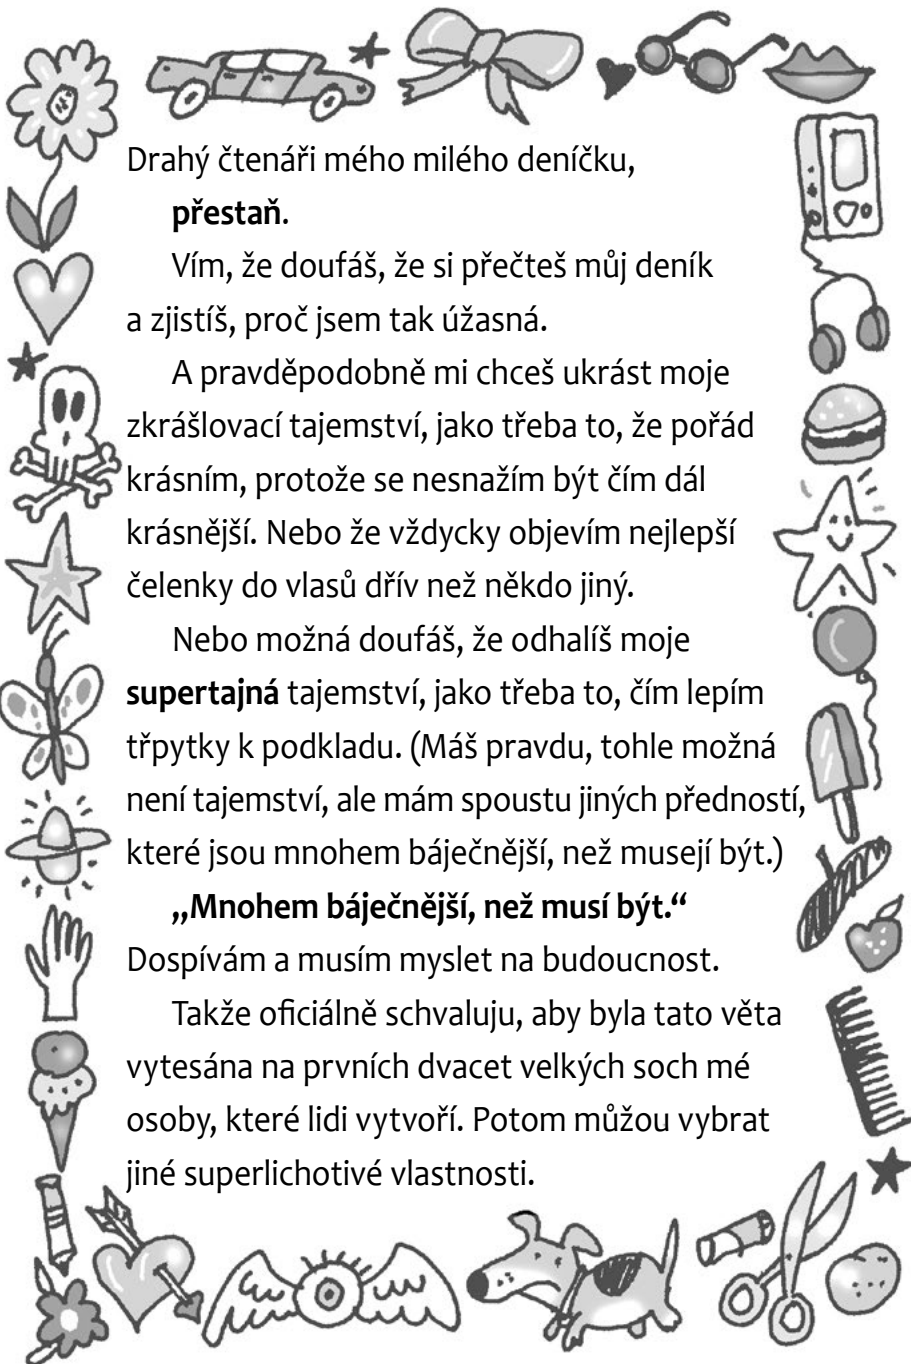 Drahý čtenáři mého milého deníčku,
přestaň.
Vím, že doufáš, že si přečteš můj deník
a zjistíš, proč jsem tak úžasná.
A pravděpodobně mi chceš ukrást moje
zkrášlovací tajemství, jako třeba to, že pořád
krásním, protože se nesnažím být čím dál
krásnější. Nebo že vždycky objevím nejlepší
čelenky do vlasů dřív než někdo jiný.
Nebo možná doufáš, že odhalíš moje
supertajná tajemství, jako třeba to, čím lepím
třpytky k podkladu. (Máš pravdu, tohle možná
není tajemství, ale mám spoustu jiných předností,
které jsou mnohem báječnější, než musejí být.)
„Mnohem báječnější, než musí být.“
Dospívám a musím myslet na budoucnost.
Takže oficiálně schvaluju, aby byla tato věta
vytesána na prvních dvacet velkých soch mé
osoby, které lidi vytvoří. Potom můžou vybrat
jiné superlichotivé vlastnosti.